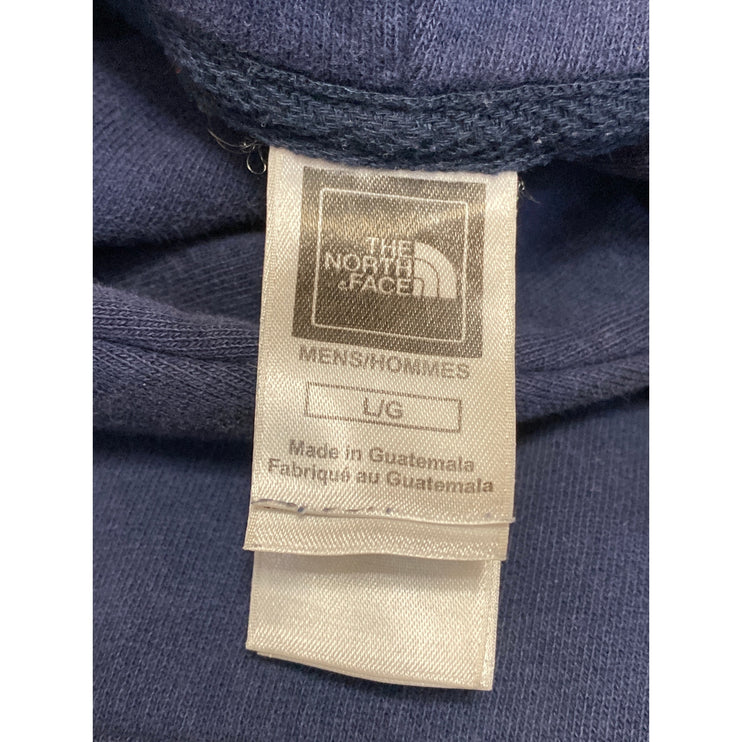 THE
NORTH
FACE
MENS/HOMMES
L/G
Made in Guatemala
Fabriqué au Guatemala